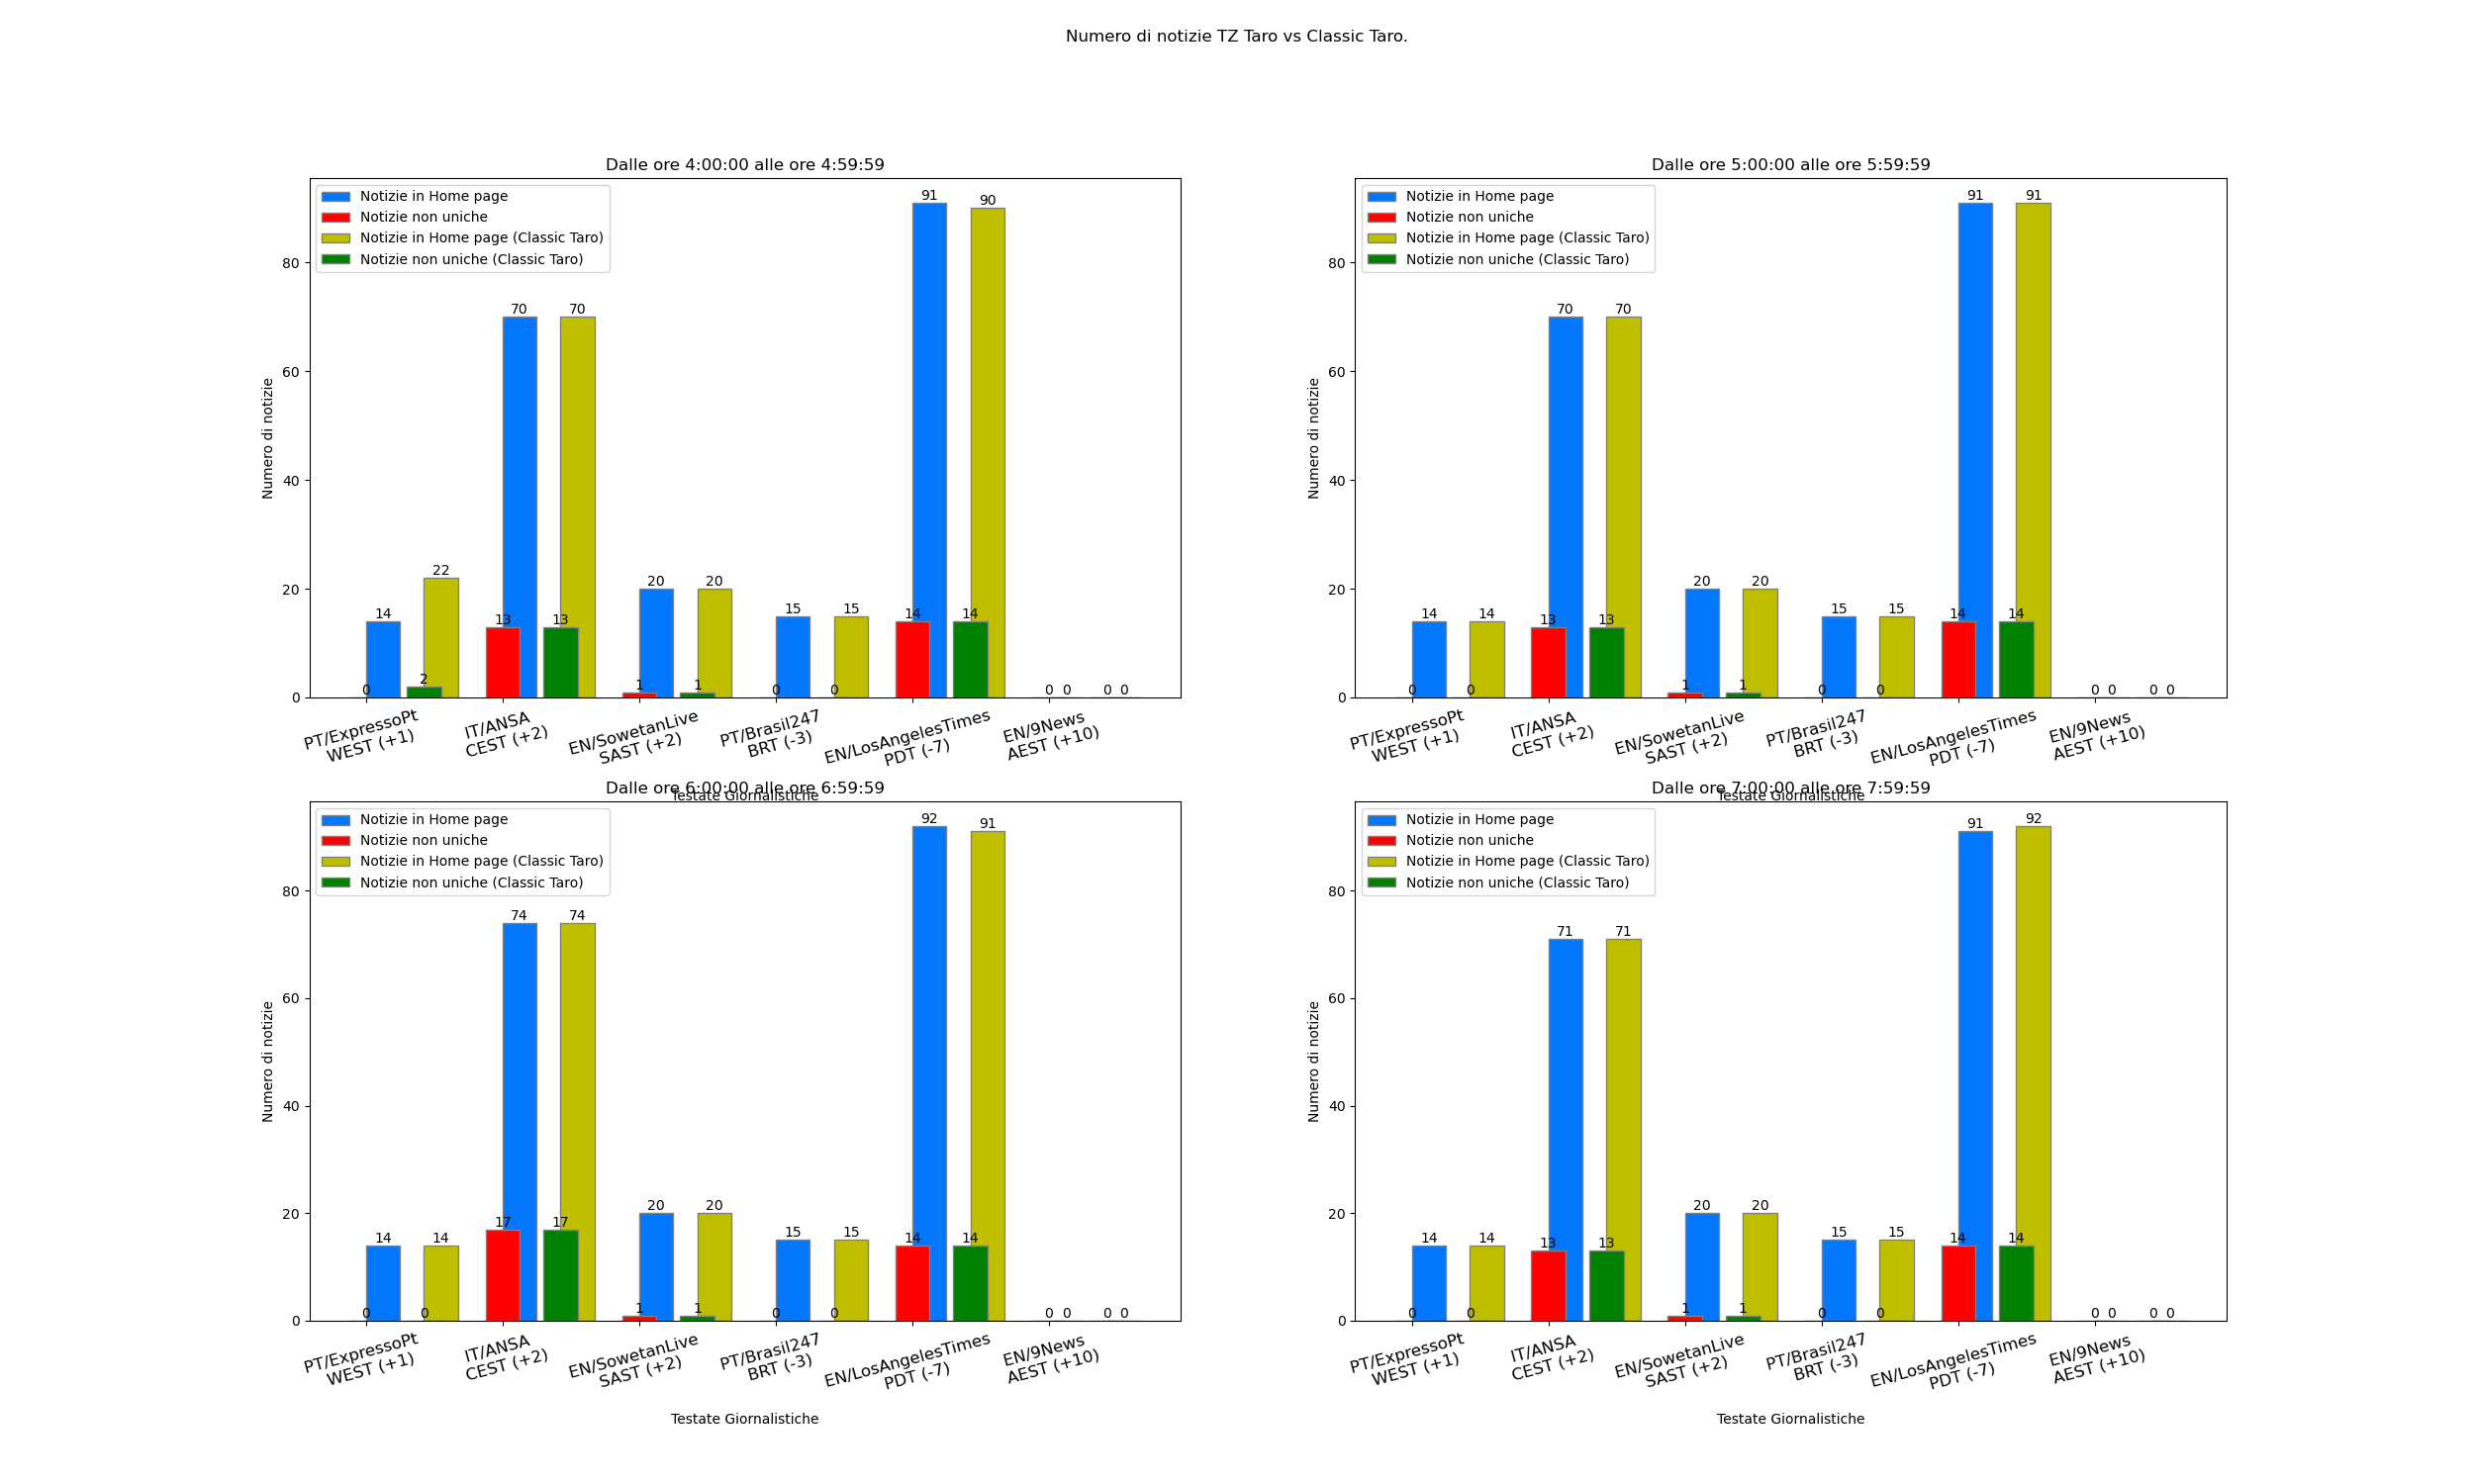 Numero di notizie TZ Taro vs Classic Taro.
Dalle ore 4:00:00 alle ore 4:59:59
Notizie in Home page
Notizie non uniche
Notizie in Home page (Classic Taro)
Notizie non uniche (Classic Taro)
Numero di notizie
80
60
40
20
0
0
14
2
22
13
70
13
70
1
20
1
20
0
15
0
15
14
91
14
90
0
0
0
0
PT/ExpressoPt
WEST (+1)
IT/ANSA
CEST (+2)
EN/SowetanLive
SAST (+2)
PT/Brasil247
BRT (-3)
EN/LosAngelesTimes
PDT (-7)
EN/9News
AEST (+10)
Testate Giornalistiche
Dalle ore 5:00:00 alle ore 5:59:59
Notizie in Home page
Notizie non uniche
Notizie in Home page (Classic Taro)
Notizie non uniche (Classic Taro)
Numero di notizie
80
60
40
20
0
0
14
0
14
13
70
13
70
1
20
1
20
0
15
0
15
14
91
14
91
0
0
0
0
PT/ExpressoPt
WEST (+1)
IT/ANSA
CEST (+2)
EN/SowetanLive
SAST (+2)
PT/Brasil247
BRT (-3)
EN/LosAngelesTimes
PDT (-7)
EN/9News
AEST (+10)
Testate Giornalistiche
Dalle ore 6:00:00 alle ore 6:59:59
Notizie in Home page
Notizie non uniche
Notizie in Home page (Classic Taro)
Notizie non uniche (Classic Taro)
Numero di notizie
80
60
40
20
0
0
14
0
14
17
74
17
74
1
20
1
20
0
15
0
15
14
92
14
91
0
0
0
0
PT/ExpressoPt
WEST (+1)
IT/ANSA
CEST (+2)
EN/SowetanLive
SAST (+2)
PT/Brasil247
BRT (-3)
EN/LosAngelesTimes
PDT (-7)
EN/9News
AEST (+10)
Testate Giornalistiche
Dalle ore 7:00:00 alle ore 7:59:59
Notizie in Home page
Notizie non uniche
Notizie in Home page (Classic Taro)
Notizie non uniche (Classic Taro)
Numero di notizie
80
60
40
20
0
0
14
0
14
13
71
13
71
1
20
1
20
0
15
0
15
14
91
14
92
0
0
0
0
PT/ExpressoPt
WEST (+1)
IT/ANSA
CEST (+2)
EN/SowetanLive
SAST (+2)
PT/Brasil247
BRT (-3)
EN/LosAngelesTimes
PDT (-7)
EN/9News
AEST (+10)
Testate Giornalistiche